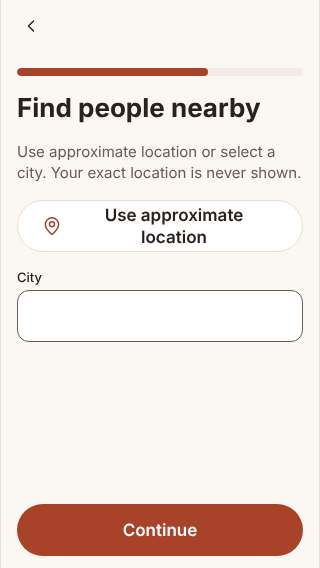 Find people nearby
Use approximate location or select a
city. Your exact location is never shown.
Use approximate
location
City
Continue